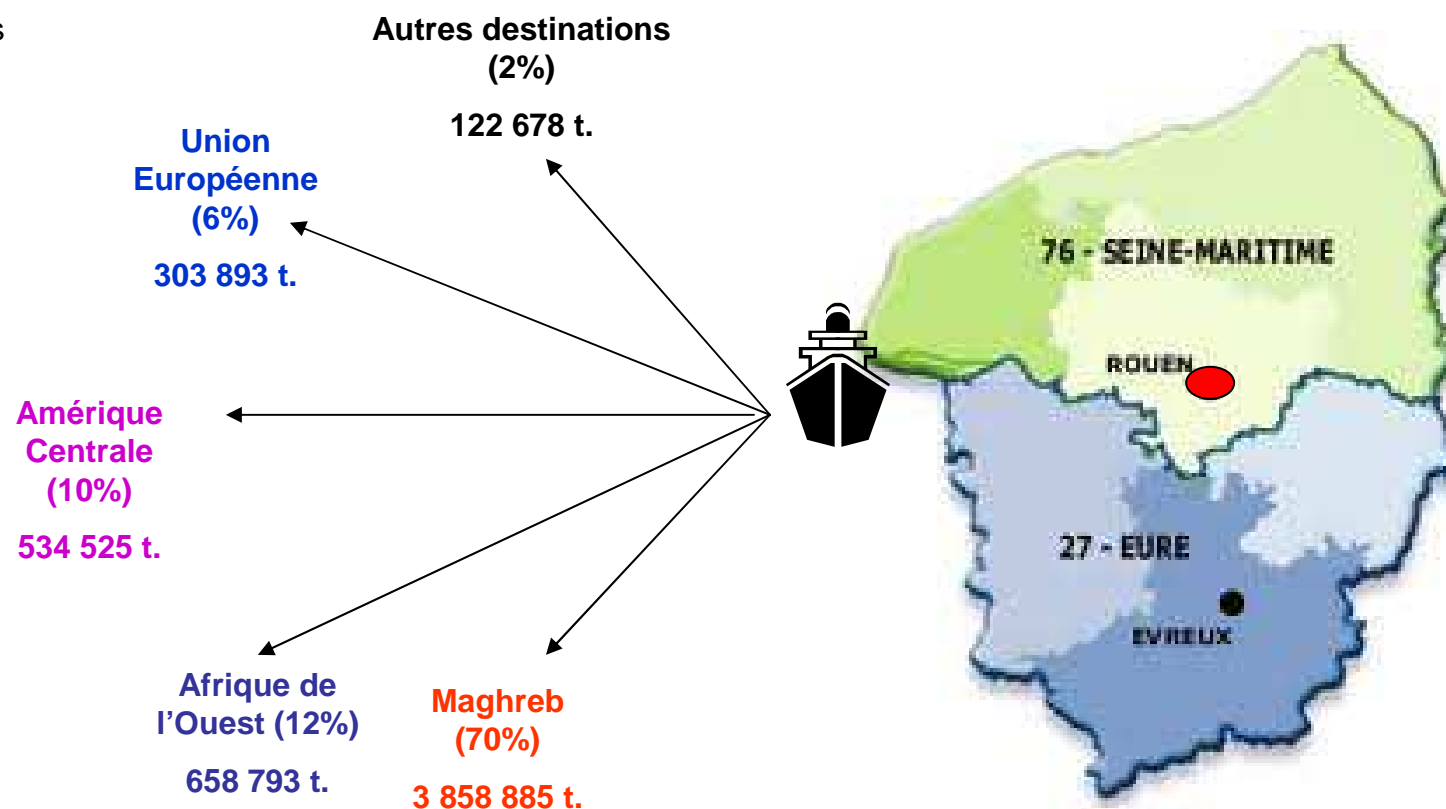 s
Autres destinations
(2%)
122 678 t.
Union
Européenne
(6%)
303 893 t.
Amérique
Centrale
(10%)
534 525 t.
Afrique de
l’Ouest (12%)
658 793 t.
Maghreb
(70%)
3 858 885 t.
76 - SEINE-MARITIME
ROUEN
27 - EURE
EVREUX